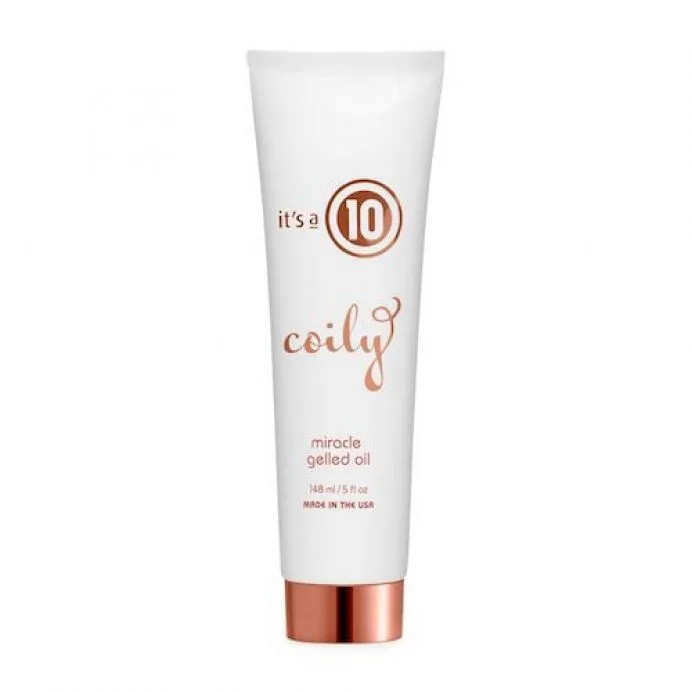 it's a 10
coily
miracle
gelled oil
148 ml / 5 fl oz
MADE IN THE USA